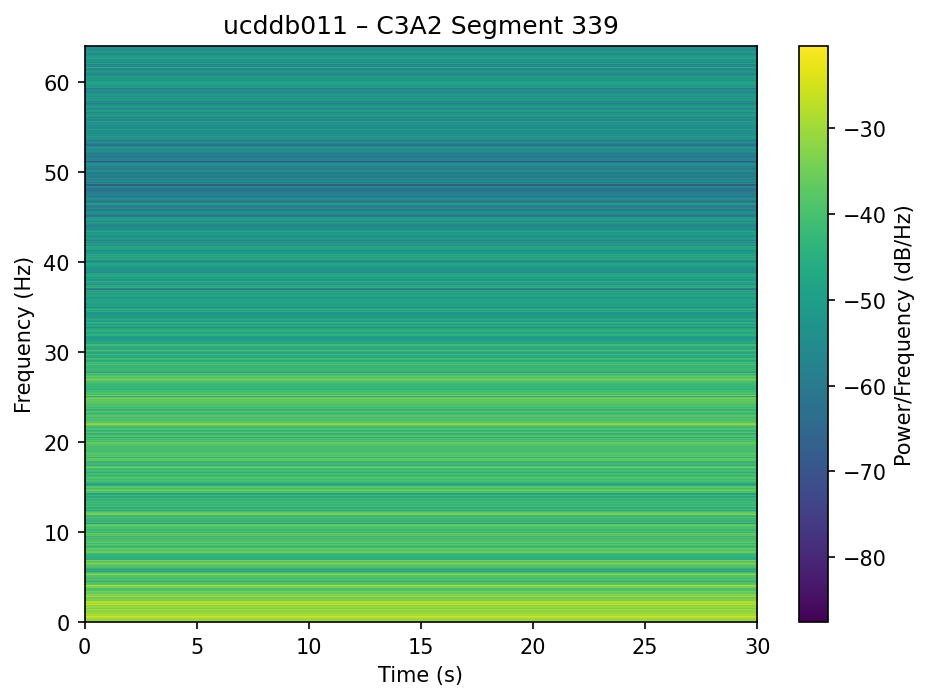 ucddb011 – C3A2 Segment 339
60
50
40
30
20
10
0
Frequency (Hz)
0 5 10 15 20 25 30
Time (s)
−30
−40
−50
−60
−70
−80
Power/Frequency (dB/Hz)